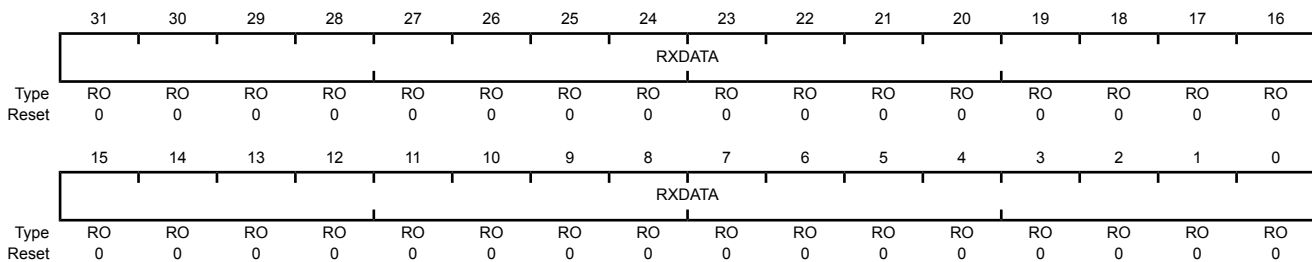 31 30 29 28 27 26 25 24 23 22 21 20 19 18 17 16
RXDATA
Type RO RO RO RO RO RO RO RO RO RO RO RO RO RO RO RO
Reset 0 0 0 0 0 0 0 0 0 0 0 0 0 0 0 0
15 14 13 12 11 10 9 8 7 6 5 4 3 2 1 0
RXDATA
Type RO RO RO RO RO RO RO RO RO RO RO RO RO RO RO RO
Reset 0 0 0 0 0 0 0 0 0 0 0 0 0 0 0 0